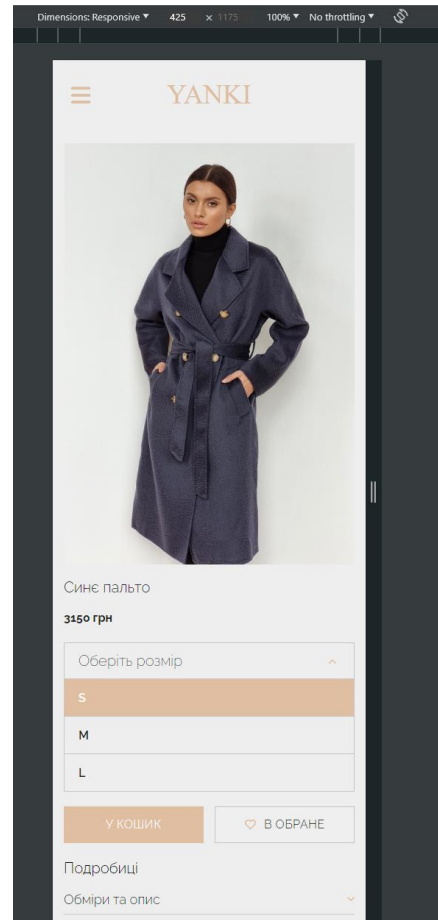 Dimensions: Responsive 425 × 1175 100% No throttling
YANKI
Синє пальто
3150 грн
Оберіть розмір
S
M
L
У КОШИК В ОБРАНЕ
Подробиці
Обміри та опис